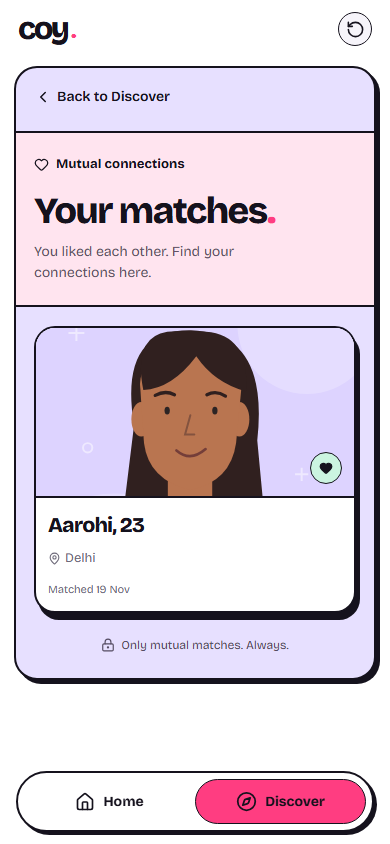 coy.
Back to Discover
Mutual connections
Your matches.
You liked each other. Find your
connections here.
Aarohi, 23
Delhi
Matched 19 Nov
Only mutual matches. Always.
Home
Discover